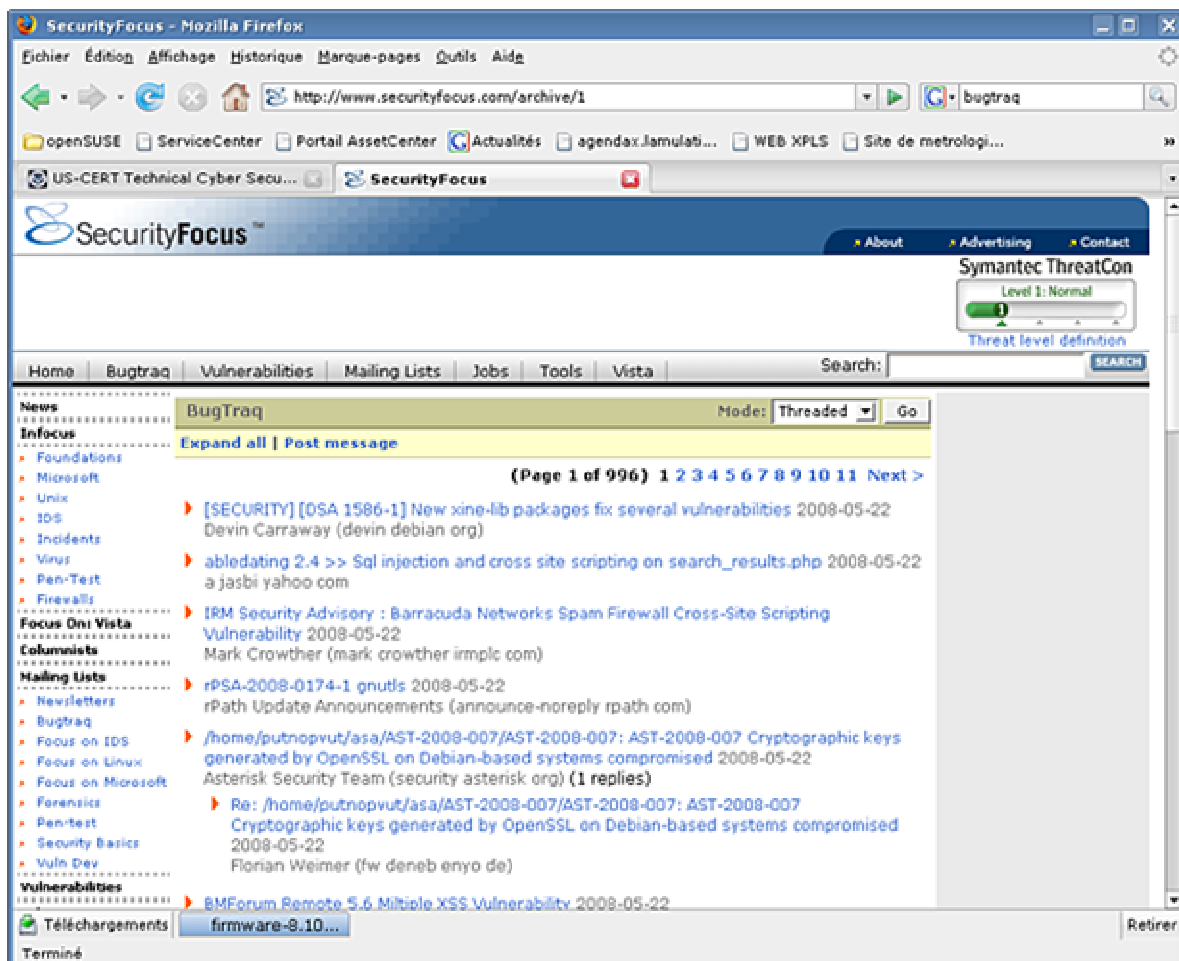 SecurityFocus - Mozilla Firefox
Fichier Édition Affichage Historique Marque-pages Outils Aide
http://www.securityfocus.com/archive/1 bugtraq
openSUSE ServiceCenter Portail AssetCenter Actualités agendax.lamulati... WEB XPLS Site de metrologi... »
US-CERT Technical Cyber Secu... SecurityFocus
SecurityFocus™
About Advertising Contact
Symantec ThreatCon
Level 1: Normal
1
Threat level definition
Home Bugtraq Vulnerabilities Mailing Lists Jobs Tools Vista Search: SEARCH
News
Infocus
Foundations
Microsoft
Unix
IDS
Incidents
Virus
Pen-Test
Firewalls
Focus On: Vista
Columnists
Mailing Lists
Newsletters
Bugtraq
Focus on IDS
Focus on Linux
Focus on Microsoft
Forensics
Pen-test
Security Basics
Vuln Dev
Vulnerabilities
BugTraq Mode: Threaded Go
Expand all | Post message
(Page 1 of 996) 1 2 3 4 5 6 7 8 9 10 11 Next >
[SECURITY] [DSA 1586-1] New xine-lib packages fix several vulnerabilities 2008-05-22
Devin Carraway (devin debian org)
abledating 2.4 >> Sql injection and cross site scripting on search_results.php 2008-05-22
a jasbi yahoo com
IRM Security Advisory : Barracuda Networks Spam Firewall Cross-Site Scripting
Vulnerability 2008-05-22
Mark Crowther (mark crowther irmplc com)
rPSA-2008-0174-1 gnutls 2008-05-22
rPath Update Announcements (announce-noreply rpath com)
/home/putnopvut/asa/AST-2008-007/AST-2008-007: AST-2008-007 Cryptographic keys
generated by OpenSSL on Debian-based systems compromised 2008-05-22
Asterisk Security Team (security asterisk org) (1 replies)
Re: /home/putnopvut/asa/AST-2008-007/AST-2008-007: AST-2008-007
Cryptographic keys generated by OpenSSL on Debian-based systems compromised
2008-05-22
Florian Weimer (fw deneb enyo de)
BMForum Remote 5.6 Miltiple XSS Vulnerability 2008-05-22
Téléchargements firmware-8.10... Retirer
Terminé